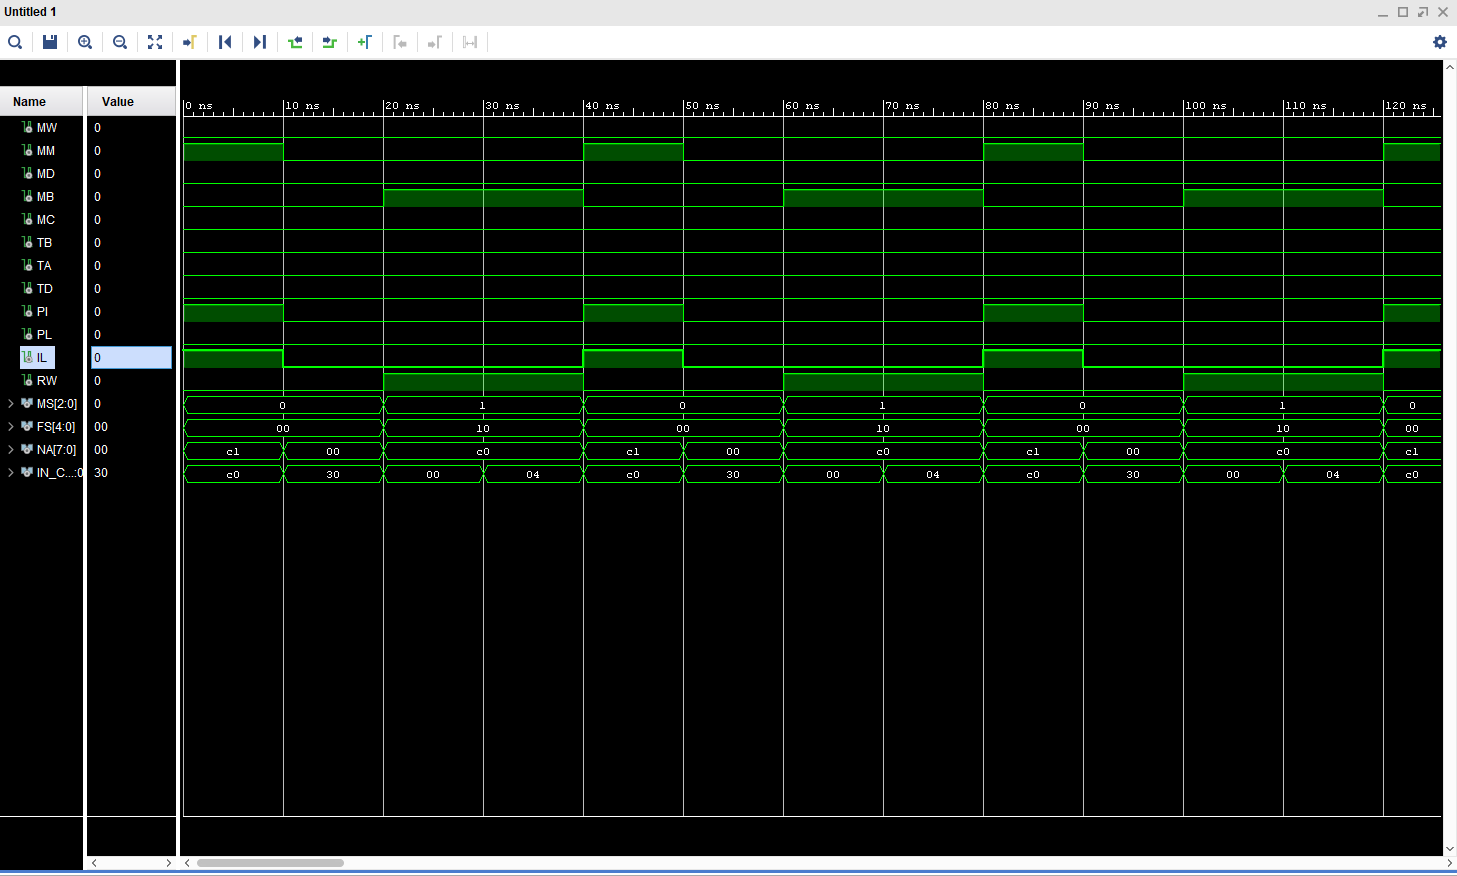 Untitled 1
Name Value
0 ns 10 ns 20 ns 30 ns 40 ns 50 ns 60 ns 70 ns 80 ns 90 ns 100 ns 110 ns 120 ns
MW 0
MM 0
MD 0
MB 0
MC 0
TB 0
TA 0
TD 0
PI 0
PL 0
IL 0
RW 0
MS[2:0] 0 0 1 0 1 0 1 0
FS[4:0] 00 00 10 00 10 00 10 00
NA[7:0] 00 c1 00 c0 c1 00 c0 c1 00 c0 c1
IN_C...:0 30 c0 30 00 04 c0 30 00 04 c0 30 00 04 c0